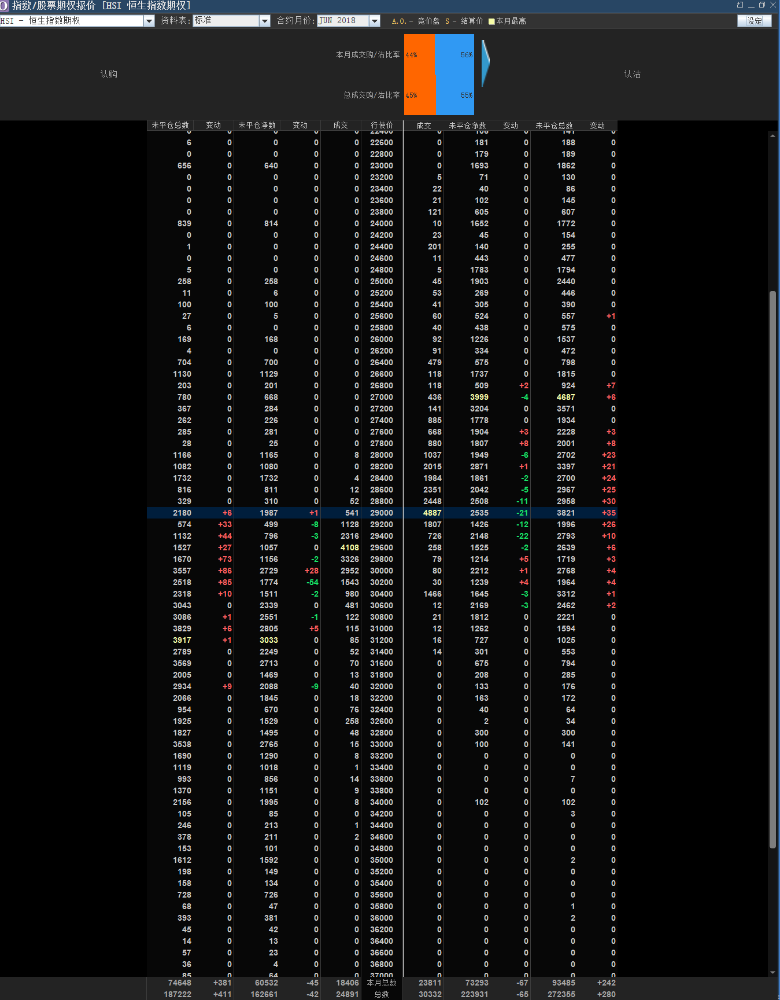 指数/股票期权报价 [HSI 恒生指数期权]
HSI - 恒生指数期权 资料表: 标准 合约月份: JUN 2018 A.O. - 竞价盘 S - 结算价 本月最高 设定
本月成交购/沽比率 44% 56%
认购 认沽
总成交购/沽比率 45% 55%
未平仓总数 变动 未平仓净数 变动 成交 行使价 成交 未平仓净数 变动 未平仓总数 变动
0 0 0 0 0 22400 0 106 0 141 0
6 0 0 0 0 22600 0 181 0 188 0
0 0 0 0 0 22800 0 179 0 189 0
656 0 640 0 0 23000 0 1693 0 1862 0
0 0 0 0 0 23200 5 71 0 130 0
0 0 0 0 0 23400 22 40 0 86 0
0 0 0 0 0 23600 21 102 0 145 0
0 0 0 0 0 23800 121 605 0 607 0
839 0 814 0 0 24000 10 1652 0 1772 0
0 0 0 0 0 24200 23 45 0 154 0
1 0 0 0 0 24400 201 140 0 255 0
0 0 0 0 0 24600 11 443 0 477 0
5 0 0 0 0 24800 5 1783 0 1794 0
258 0 258 0 0 25000 45 1903 0 2440 0
11 0 6 0 0 25200 53 269 0 446 0
100 0 100 0 0 25400 41 305 0 390 0
27 0 5 0 0 25600 60 524 0 557 +1
6 0 0 0 0 25800 40 438 0 575 0
169 0 168 0 0 26000 92 1226 0 1537 0
4 0 0 0 0 26200 91 334 0 472 0
704 0 700 0 0 26400 479 575 0 798 0
1130 0 1129 0 0 26600 118 1737 0 1815 0
203 0 201 0 0 26800 118 509 +2 924 +7
780 0 668 0 0 27000 436 3999 -4 4687 +6
367 0 284 0 0 27200 141 3204 0 3571 0
262 0 226 0 0 27400 885 1778 0 1934 0
285 0 281 0 0 27600 668 1904 +3 2228 +3
28 0 25 0 0 27800 880 1807 +8 2001 +8
1166 0 1165 0 8 28000 1037 1949 -6 2702 +23
1082 0 1080 0 0 28200 2015 2871 +1 3397 +21
1732 0 1732 0 4 28400 1984 1861 -2 2700 +24
816 0 811 0 12 28600 2351 2042 -5 2967 +25
329 0 310 0 52 28800 2448 2508 -11 2958 +30
2180 +6 1987 +1 541 29000 4887 2535 -21 3821 +35
574 +33 499 -8 1128 29200 1807 1426 -12 1996 +26
1132 +44 796 -3 2316 29400 726 2148 -22 2793 +10
1527 +27 1057 0 4108 29600 258 1525 -2 2639 +6
1670 +73 1156 -2 3326 29800 79 1214 +5 1719 +3
3557 +86 2729 +28 2952 30000 80 2212 +1 2768 +4
2518 +85 1774 -54 1543 30200 30 1239 +4 1964 +4
2318 +10 1511 -2 980 30400 1466 1645 -3 3312 +1
3043 0 2339 0 481 30600 12 2169 -3 2462 +2
3086 +1 2551 -1 122 30800 21 1812 0 2221 0
3829 +6 2805 +5 115 31000 12 1262 0 1594 0
3917 +1 3033 0 85 31200 16 727 0 1025 0
2789 0 2249 0 52 31400 14 301 0 553 0
3569 0 2713 0 70 31600 0 675 0 794 0
2005 0 1469 0 13 31800 0 208 0 285 0
2934 +9 2088 -9 40 32000 0 133 0 176 0
2066 0 1845 0 18 32200 0 163 0 172 0
954 0 670 0 76 32400 0 40 0 64 0
1925 0 1529 0 258 32600 0 2 0 34 0
1827 0 1495 0 48 32800 0 300 0 300 0
3538 0 2765 0 15 33000 0 100 0 141 0
1690 0 1290 0 8 33200 0 0 0 0 0
1119 0 1018 0 1 33400 0 0 0 0 0
993 0 856 0 14 33600 0 0 0 7 0
1370 0 1151 0 9 33800 0 0 0 0 0
2156 0 1995 0 8 34000 0 102 0 102 0
105 0 85 0 0 34200 0 0 0 3 0
246 0 213 0 1 34400 0 0 0 0 0
378 0 211 0 2 34600 0 0 0 0 0
153 0 101 0 0 34800 0 0 0 0 0
1612 0 1592 0 0 35000 0 0 0 2 0
198 0 149 0 0 35200 0 0 0 0 0
158 0 134 0 0 35400 0 0 0 0 0
728 0 726 0 0 35600 0 0 0 0 0
68 0 47 0 0 35800 0 0 0 1 0
393 0 381 0 0 36000 0 0 0 2 0
45 0 42 0 0 36200 0 0 0 0 0
14 0 13 0 0 36400 0 0 0 0 0
57 0 23 0 0 36600 0 0 0 0 0
36 0 4 0 0 36800 0 0 0 0 0
85 0 64 0 0 37000 0 0 0 0 0
74648 +381 60532 -45 18406 本月总数 23811 73293 -67 93485 +242
187222 +411 162661 -42 24891 总数 30332 223931 -65 272355 +280